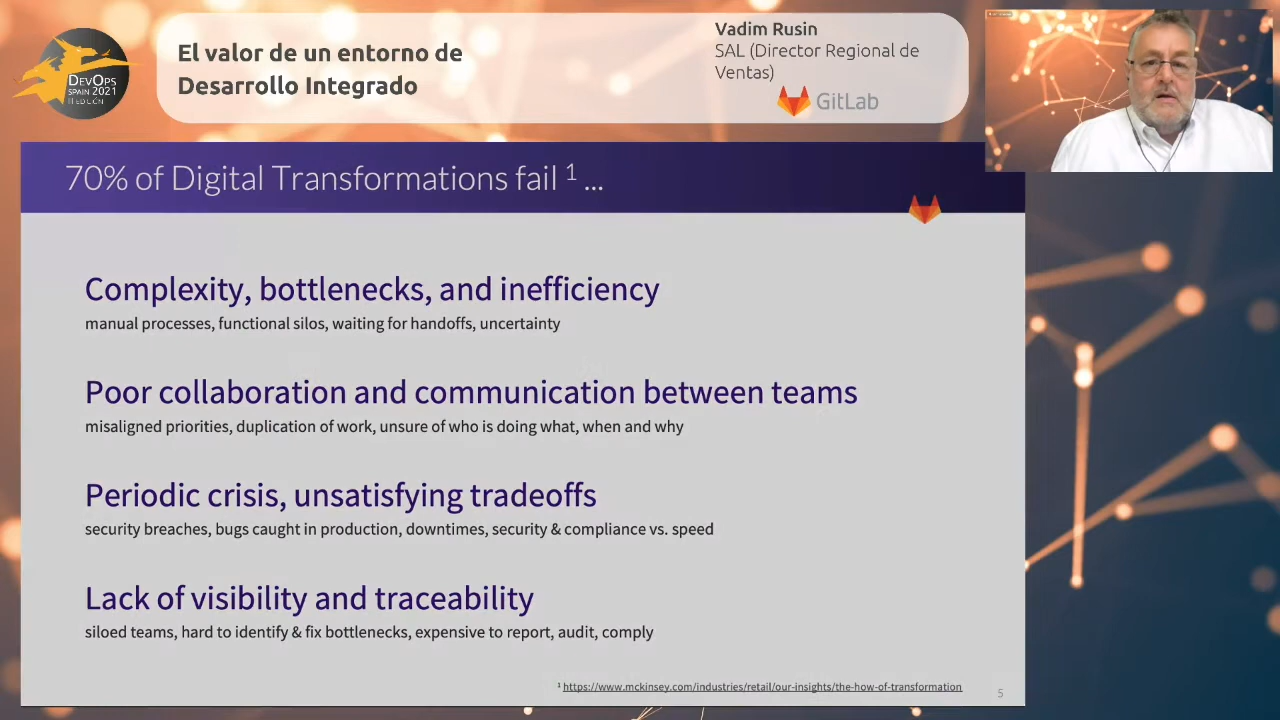 DEVOPS
SPAIN 2021
II EDICIÓN
El valor de un entorno de
Desarrollo Integrado
Vadim Rusin
SAL (Director Regional de
Ventas)
GitLab
70% of Digital Transformations fail ¹ ...
Complexity, bottlenecks, and inefficiency
manual processes, functional silos, waiting for handoffs, uncertainty
Poor collaboration and communication between teams
misaligned priorities, duplication of work, unsure of who is doing what, when and why
Periodic crisis, unsatisfying tradeoffs
security breaches, bugs caught in production, downtimes, security & compliance vs. speed
Lack of visibility and traceability
siloed teams, hard to identify & fix bottlenecks, expensive to report, audit, comply
¹ https://www.mckinsey.com/industries/retail/our-insights/the-how-of-transformation
5